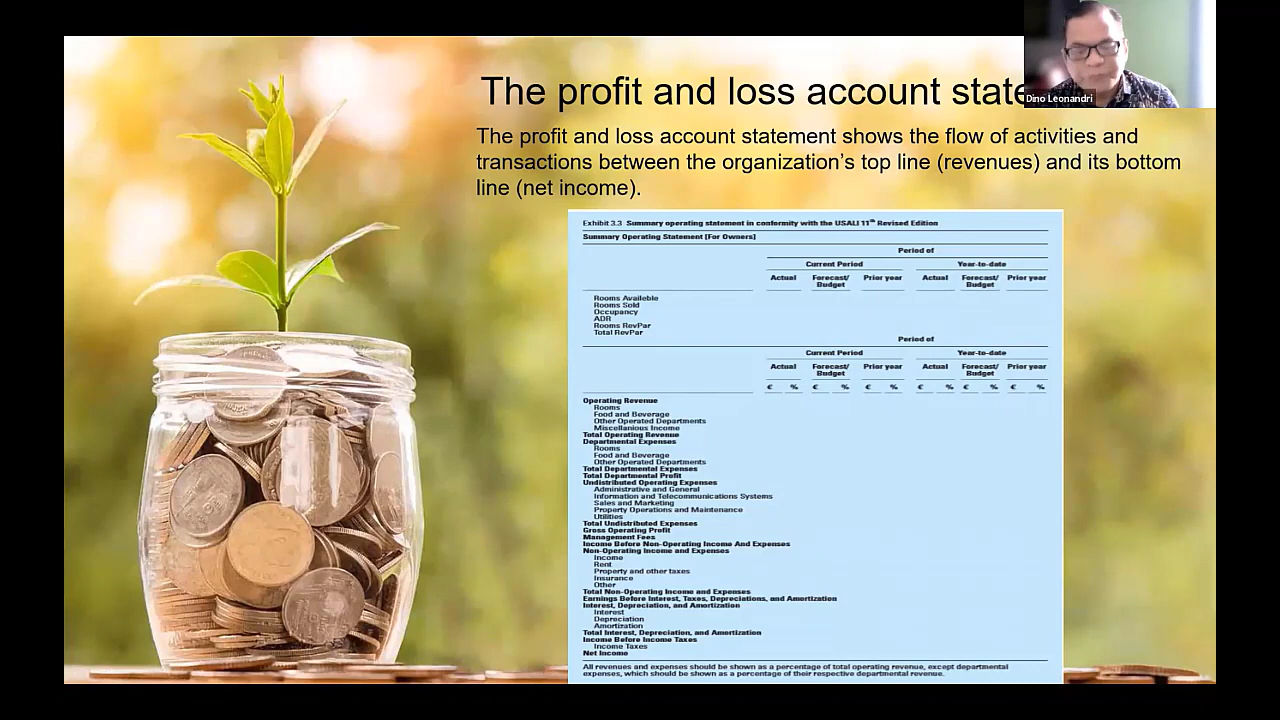 The profit and loss account state
Dino Leonandri
The profit and loss account statement shows the flow of activities and
transactions between the organization's top line (revenues) and its bottom
line (net income).
Exhibit 3.3 Summary operating statement in conformity with the USALI 11th Revised Edition
Summary Operating Statement [For Owners]
Period of
Current Period Year-to-date
Actual Forecast/ Prior year Actual Forecast/ Prior year
Budget Budget
Rooms Available
Rooms Sold
Occupancy
ADR
Rooms RevPar
Total RevPar
Period of
Current Period Year-to-date
Actual Forecast/ Prior year Actual Forecast/ Prior year
Budget Budget
€ % € % € % € % € % € %
Operating Revenue
Rooms
Food and Beverage
Other Operated Departments
Miscellanious Income
Total Operating Revenue
Departmental Expenses
Rooms
Food and Beverage
Other Operated Departments
Total Departmental Expenses
Total Departmental Profit
Undistributed Operating Expenses
Administrative and General
Information and Telecommunications Systems
Sales and Marketing
Property Operations and Maintenance
Utilities
Total Undistributed Expenses
Gross Operating Profit
Management Fees
Income Before Non-Operating Income And Expenses
Non-Operating Income and Expenses
Income
Rent
Property and other taxes
Insurance
Other
Total Non-Operating Income and Expenses
Earnings Before Interest, Taxes, Depreciations, and Amortization
Interest, Depreciation, and Amortization
Interest
Depreciation
Amortization
Total Interest, Depreciation, and Amortization
Income Before Income Taxes
Income Taxes
Net Income
All revenues and expenses should be shown as a percentage of total operating revenue, except departmental
expenses, which should be shown as a percentage of their respective departmental revenue.